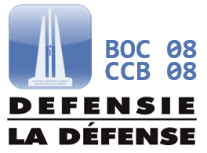 BOC 08
CCB 08
DEFENSIE
LA DÉFENSE